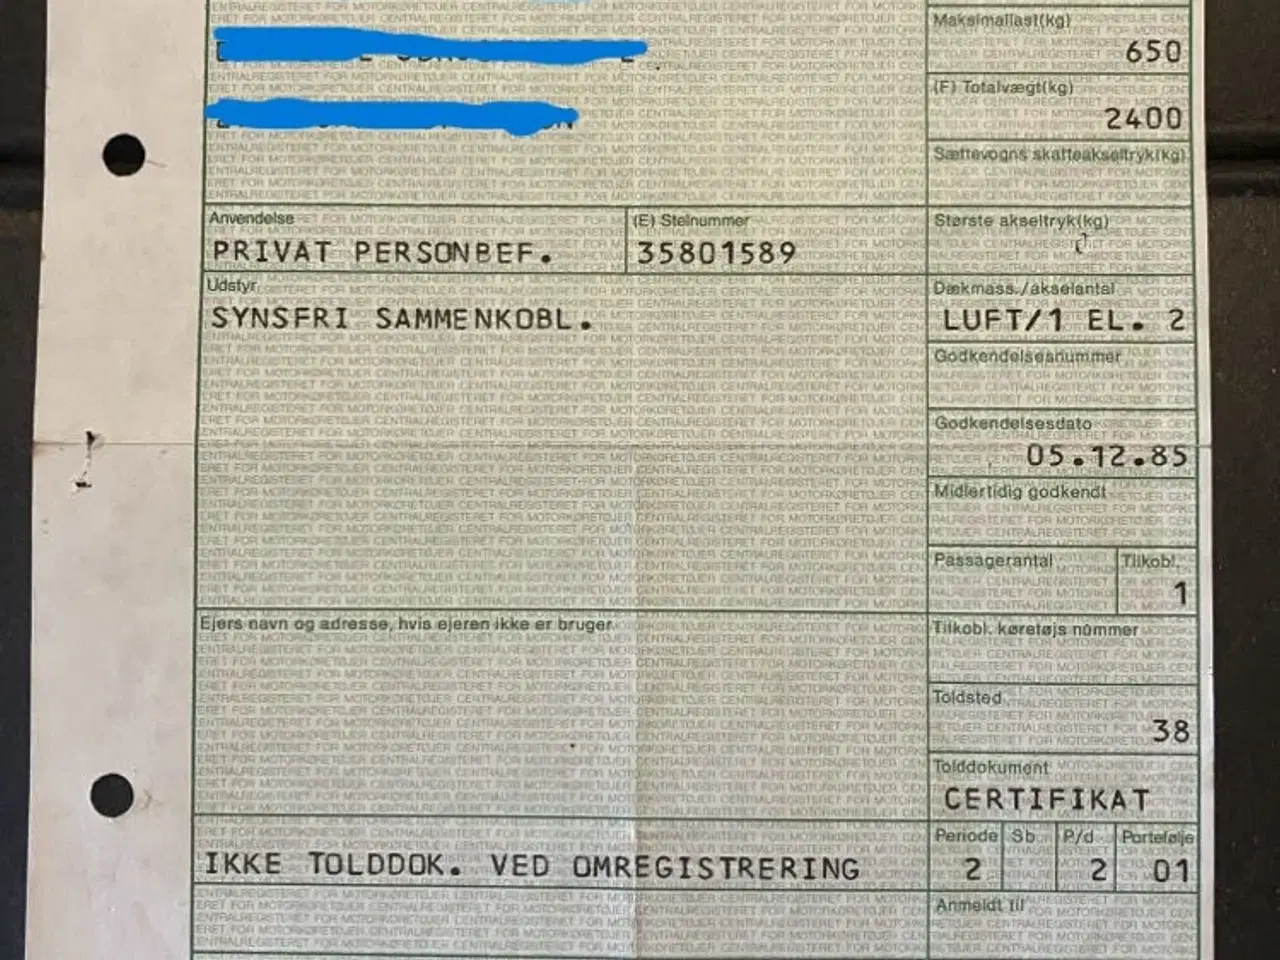 Maksimallast(kg)
650
(F) Totalvægt(kg)
2400
Sættevogns skatteakseltryk(kg)
Anvendelse
PRIVAT PERSONBEF.
(E) Stelnummer
35801589
Største akseltryk(kg)
Udstyr
SYNSFRI SAMMENKOBL.
Dækmass./akselantal
LUFT/1 EL. 2
Godkendelsesnummer
Godkendelsesdato
05.12.85
Midlertidig godkendt
Passagerantal
Tilkobl.
1
Ejers navn og adresse, hvis ejeren ikke er bruger
Tilkobl. køretøjs nummer
Toldsted
38
Tolddokument
CERTIFIKAT
IKKE TOLDDOK. VED OMREGISTRERING
Periode Sb. P/d Portefølje
2 2 01
Anmeldt til